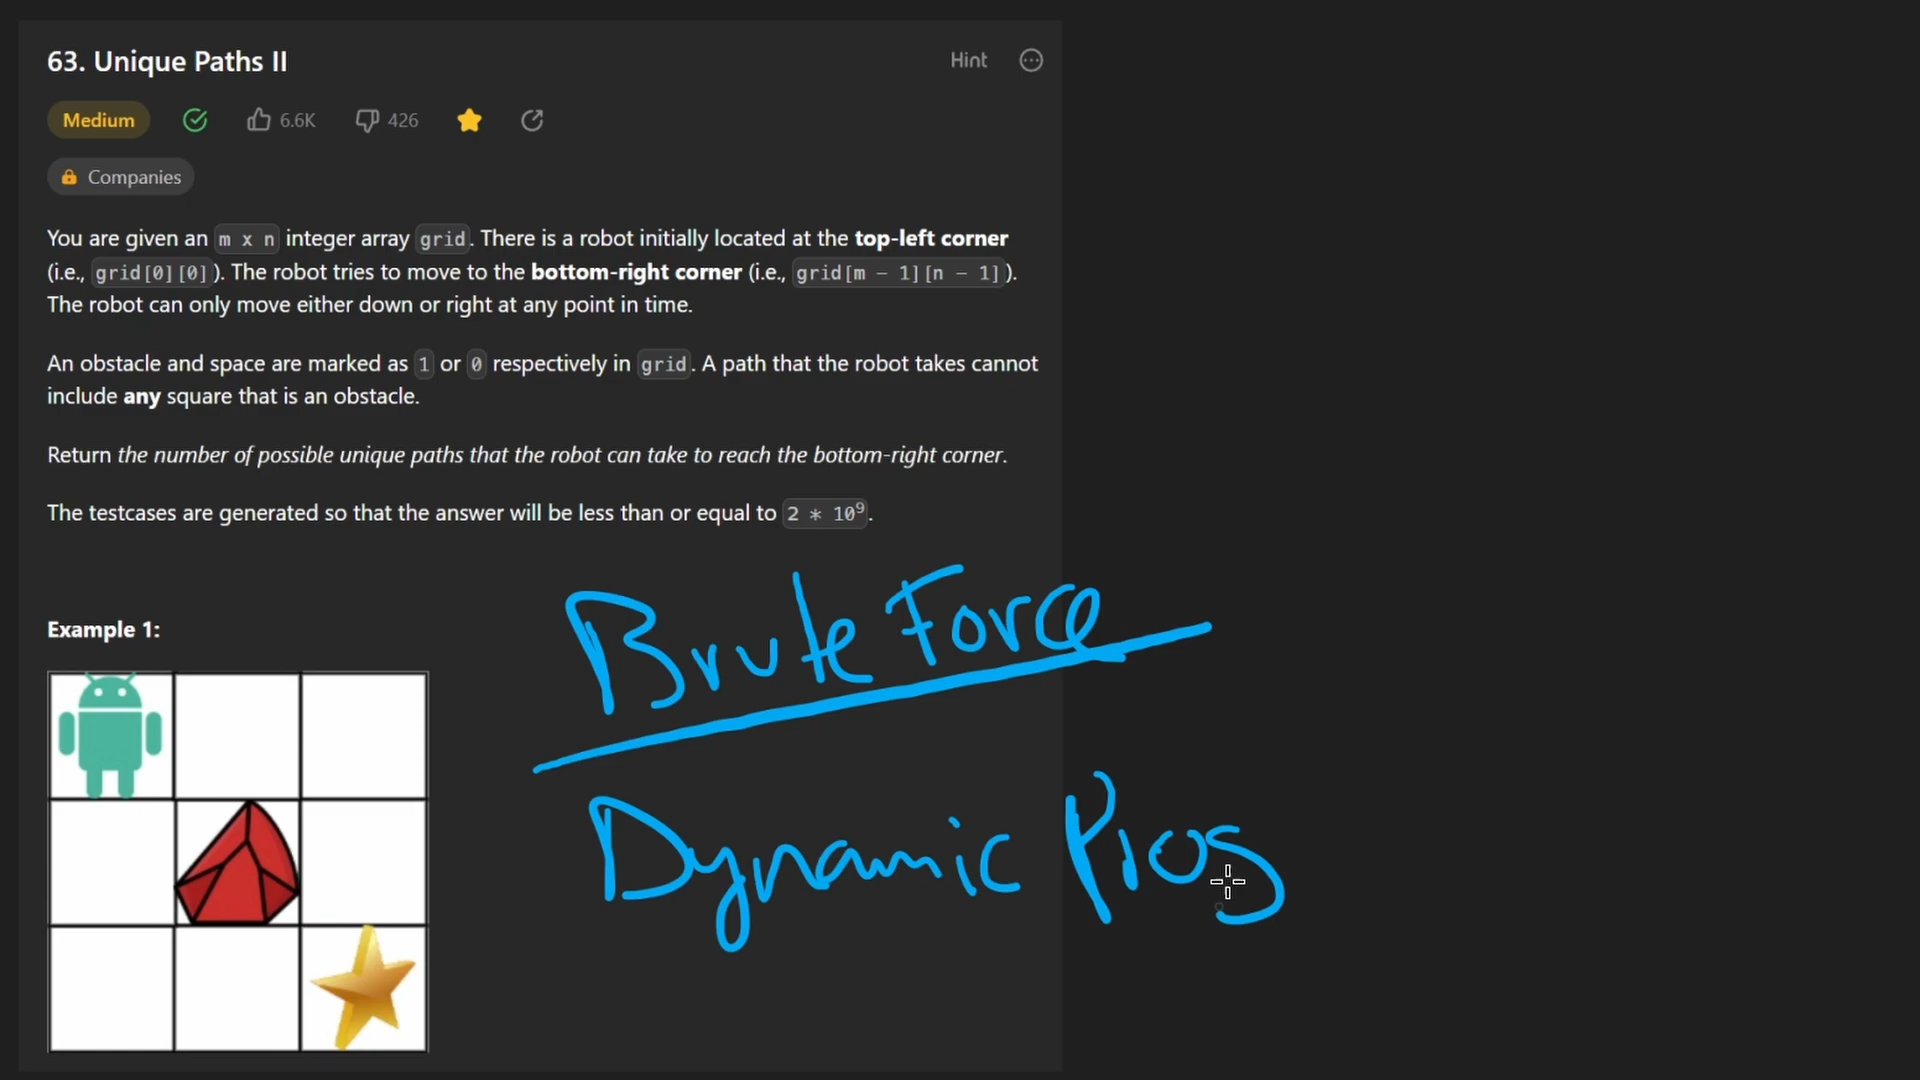 63. Unique Paths II
Hint
Medium
6.6K
426
Companies
You are given an m x n integer array grid. There is a robot initially located at the top-left corner
(i.e., grid[0][0]). The robot tries to move to the bottom-right corner (i.e., grid[m - 1][n - 1]).
The robot can only move either down or right at any point in time.
An obstacle and space are marked as 1 or 0 respectively in grid. A path that the robot takes cannot
include any square that is an obstacle.
Return the number of possible unique paths that the robot can take to reach the bottom-right corner.
The testcases are generated so that the answer will be less than or equal to 2 * 10⁹.
Example 1:
Brute Force
Dynamic Prog